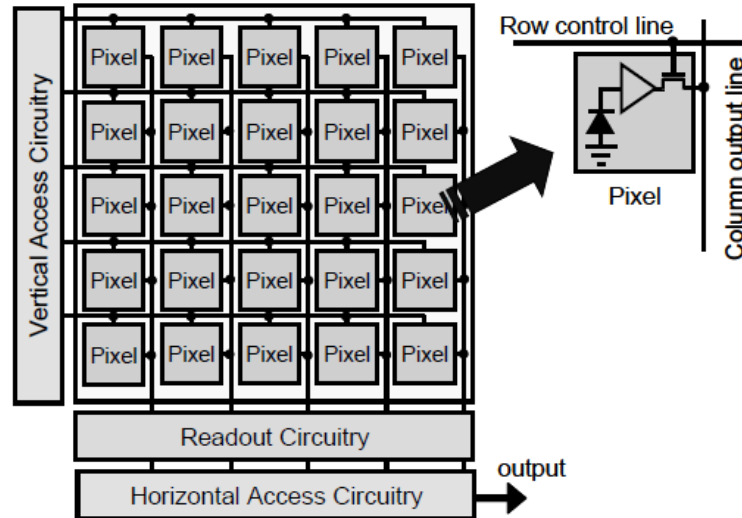 Row control line
Pixel Pixel Pixel Pixel Pixel
Pixel Pixel Pixel Pixel Pixel
Pixel Pixel Pixel Pixel Pixel
Pixel Pixel Pixel Pixel Pixel
Pixel Pixel Pixel Pixel Pixel
Vertical Access Circuitry
Pixel
Column output line
Readout Circuitry
Horizontal Access Circuitry
output